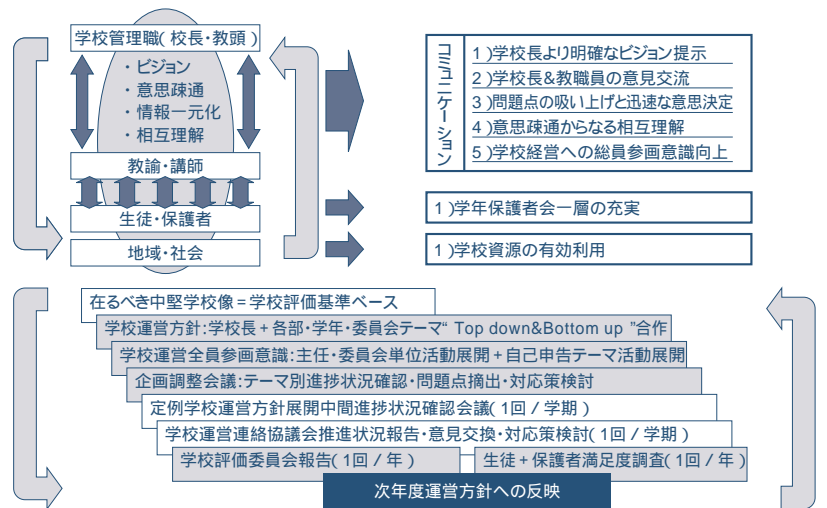 学校管理職(校長・教頭)
・ビジョン
・意思疎通
・情報一元化
・相互理解
教諭・講師
生徒・保護者
地域・社会
コミュニケーション
1)学校長より明確なビジョン提示
2)学校長&教職員の意見交流
3)問題点の吸い上げと迅速な意思決定
4)意思疎通からなる相互理解
5)学校経営への総員参画意識向上
1)学年保護者会一層の充実
1)学校資源の有効利用
在るべき中堅学校像=学校評価基準ベース
学校運営方針:学校長+各部・学年・委員会テーマ“Top down&Bottom up”合作
学校運営全員参画意識:主任・委員会単位活動展開+自己申告テーマ活動展開
企画調整会議:テーマ別進捗状況確認・問題点摘出・対応策検討
定例学校運営方針展開中間進捗状況確認会議(1回/学期)
学校運営連絡協議会推進状況報告・意見交換・対応策検討(1回/学期)
学校評価委員会報告(1回/年)
生徒+保護者満足度調査(1回/年)
次年度運営方針への反映